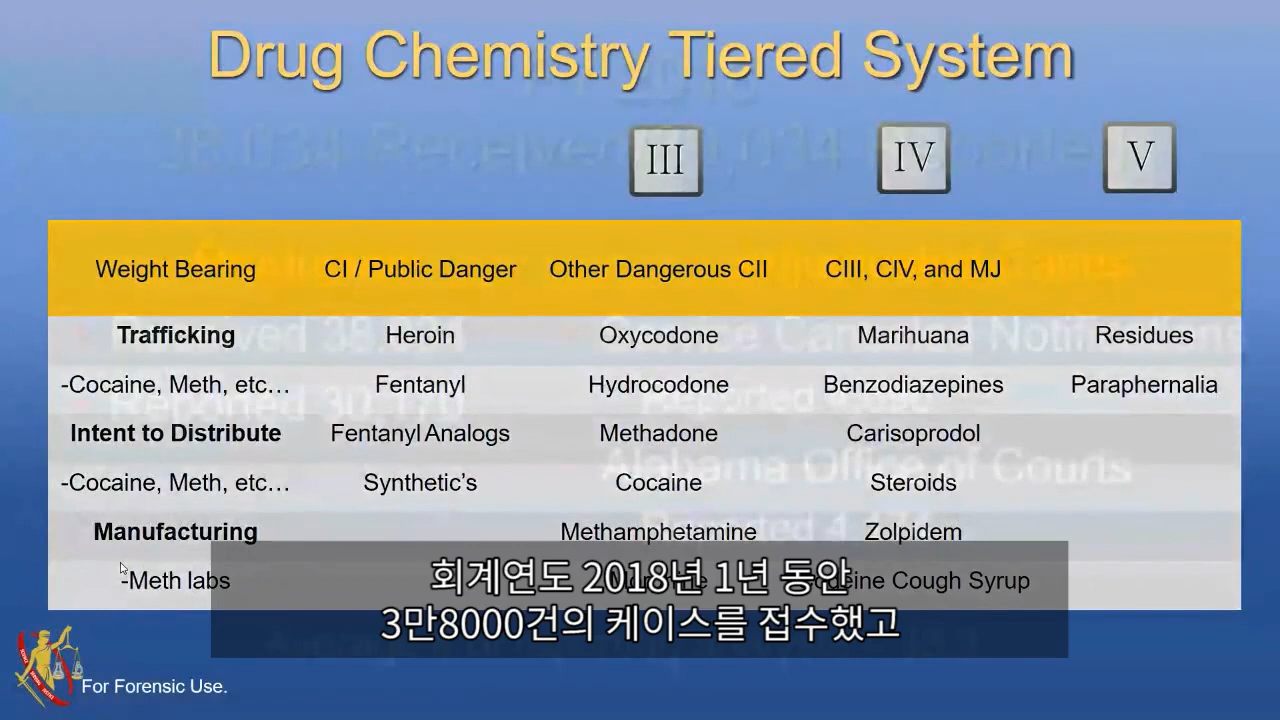 Drug Chemistry Tiered System
III IV V
Weight Bearing CI / Public Danger Other Dangerous CII CIII, CIV, and MJ
Trafficking Heroin Oxycodone Marihuana Residues
-Cocaine, Meth, etc… Fentanyl Hydrocodone Benzodiazepines Paraphernalia
Intent to Distribute Fentanyl Analogs Methadone Carisoprodol
-Cocaine, Meth, etc… Synthetic's Cocaine Steroids
Manufacturing Methamphetamine Zolpidem
-Meth labs Cough Syrup
회계연도 2018년 1년 동안
3만8000건의 케이스를 접수했고
For Forensic Use.